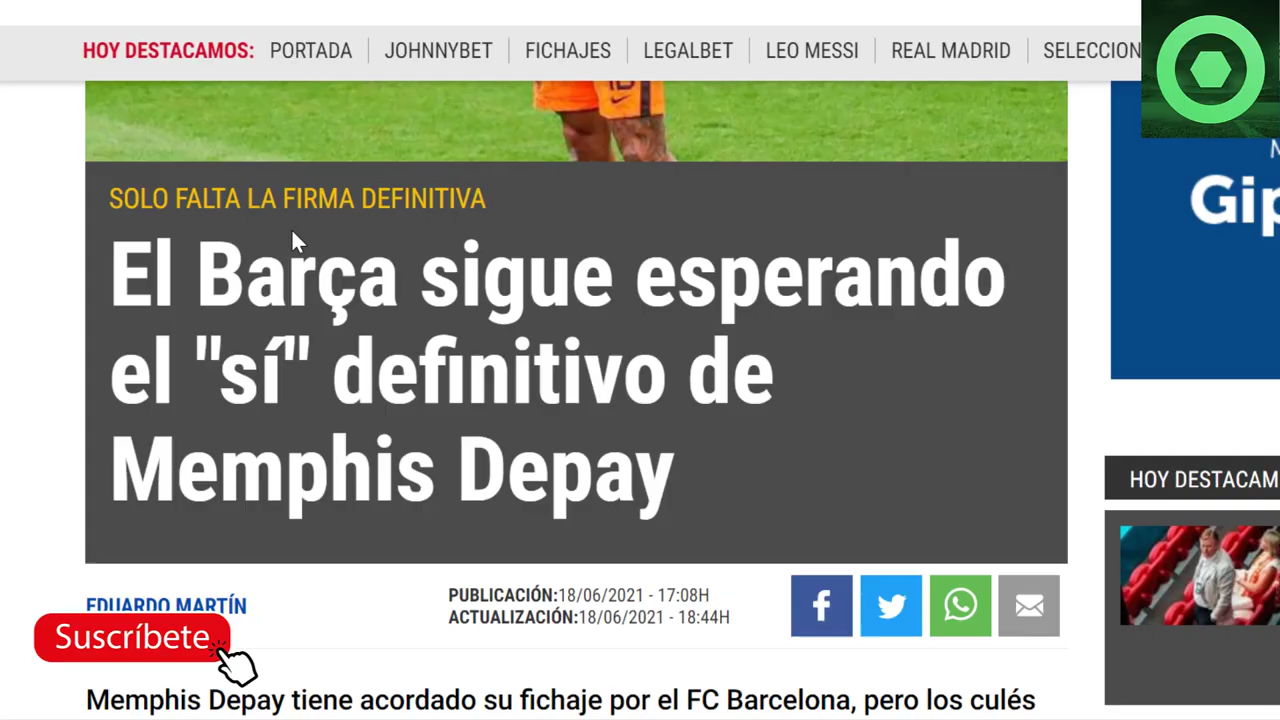 HOY DESTACAMOS: PORTADA JOHNNYBET FICHAJES LEGALBET LEO MESSI REAL MADRID SELECCION
SOLO FALTA LA FIRMA DEFINITIVA
El Barça sigue esperando
el "sí" definitivo de
Memphis Depay
Gip
HOY DESTACAM
EDUARDO MARTÍN
PUBLICACIÓN:18/06/2021 - 17:08H
ACTUALIZACIÓN:18/06/2021 - 18:44H
Suscríbete
Memphis Depay tiene acordado su fichaje por el FC Barcelona, pero los culés